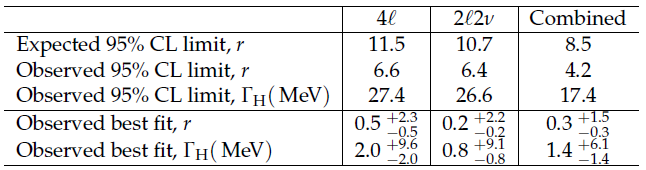 4ℓ 2ℓ2ν Combined
Expected 95% CL limit, r 11.5 10.7 8.5
Observed 95% CL limit, r 6.6 6.4 4.2
Observed 95% CL limit, Γ_H( MeV) 27.4 26.6 17.4
Observed best fit, r 0.5 +2.3 −0.5 0.2 +2.2 −0.2 0.3 +1.5 −0.3
Observed best fit, Γ_H( MeV) 2.0 +9.6 −2.0 0.8 +9.1 −0.8 1.4 +6.1 −1.4